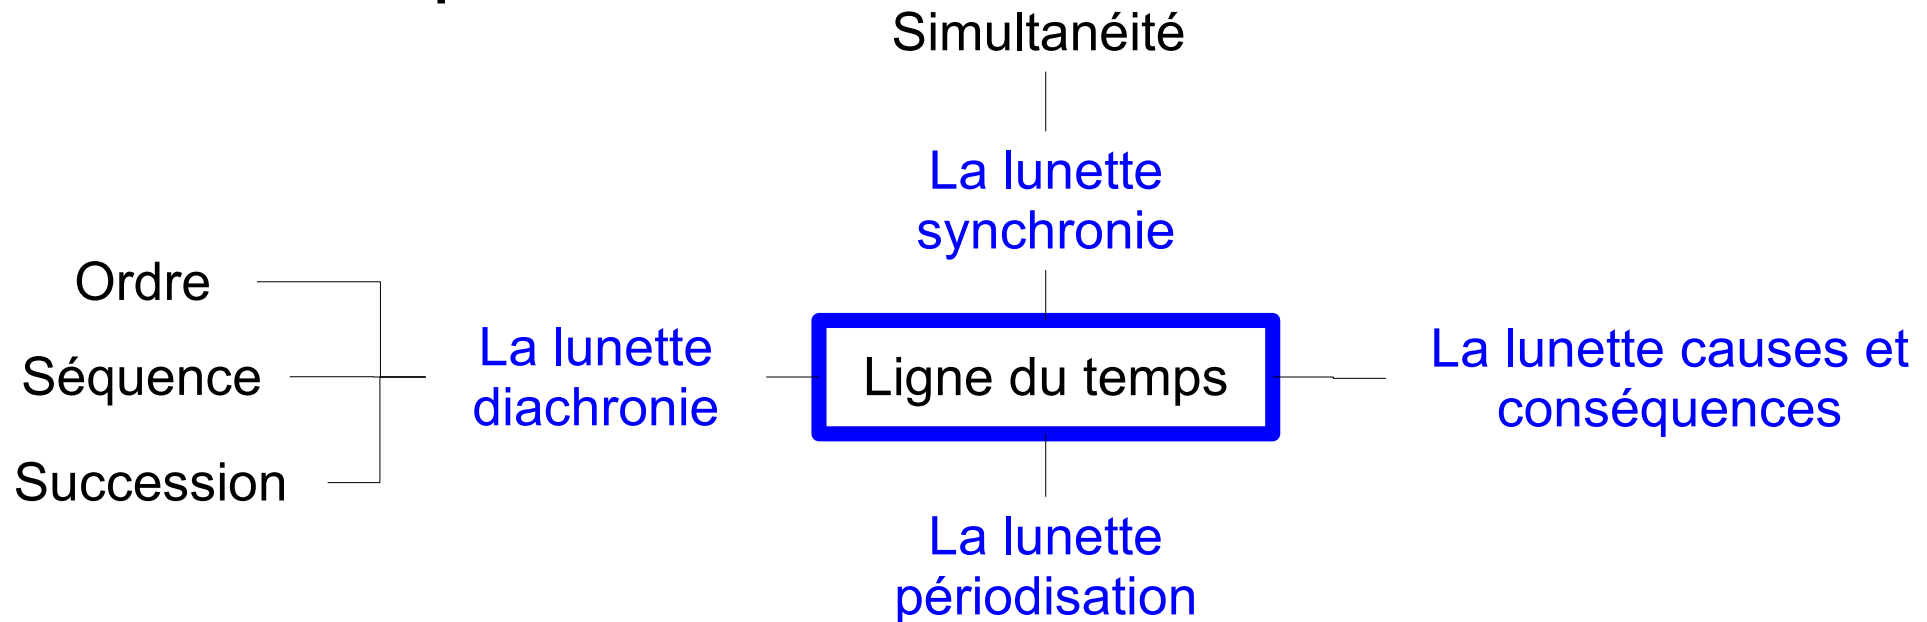 Simultanéité
La lunette
synchronie
Ordre
Séquence
Succession
La lunette
diachronie
Ligne du temps
La lunette causes et
conséquences
La lunette
périodisation